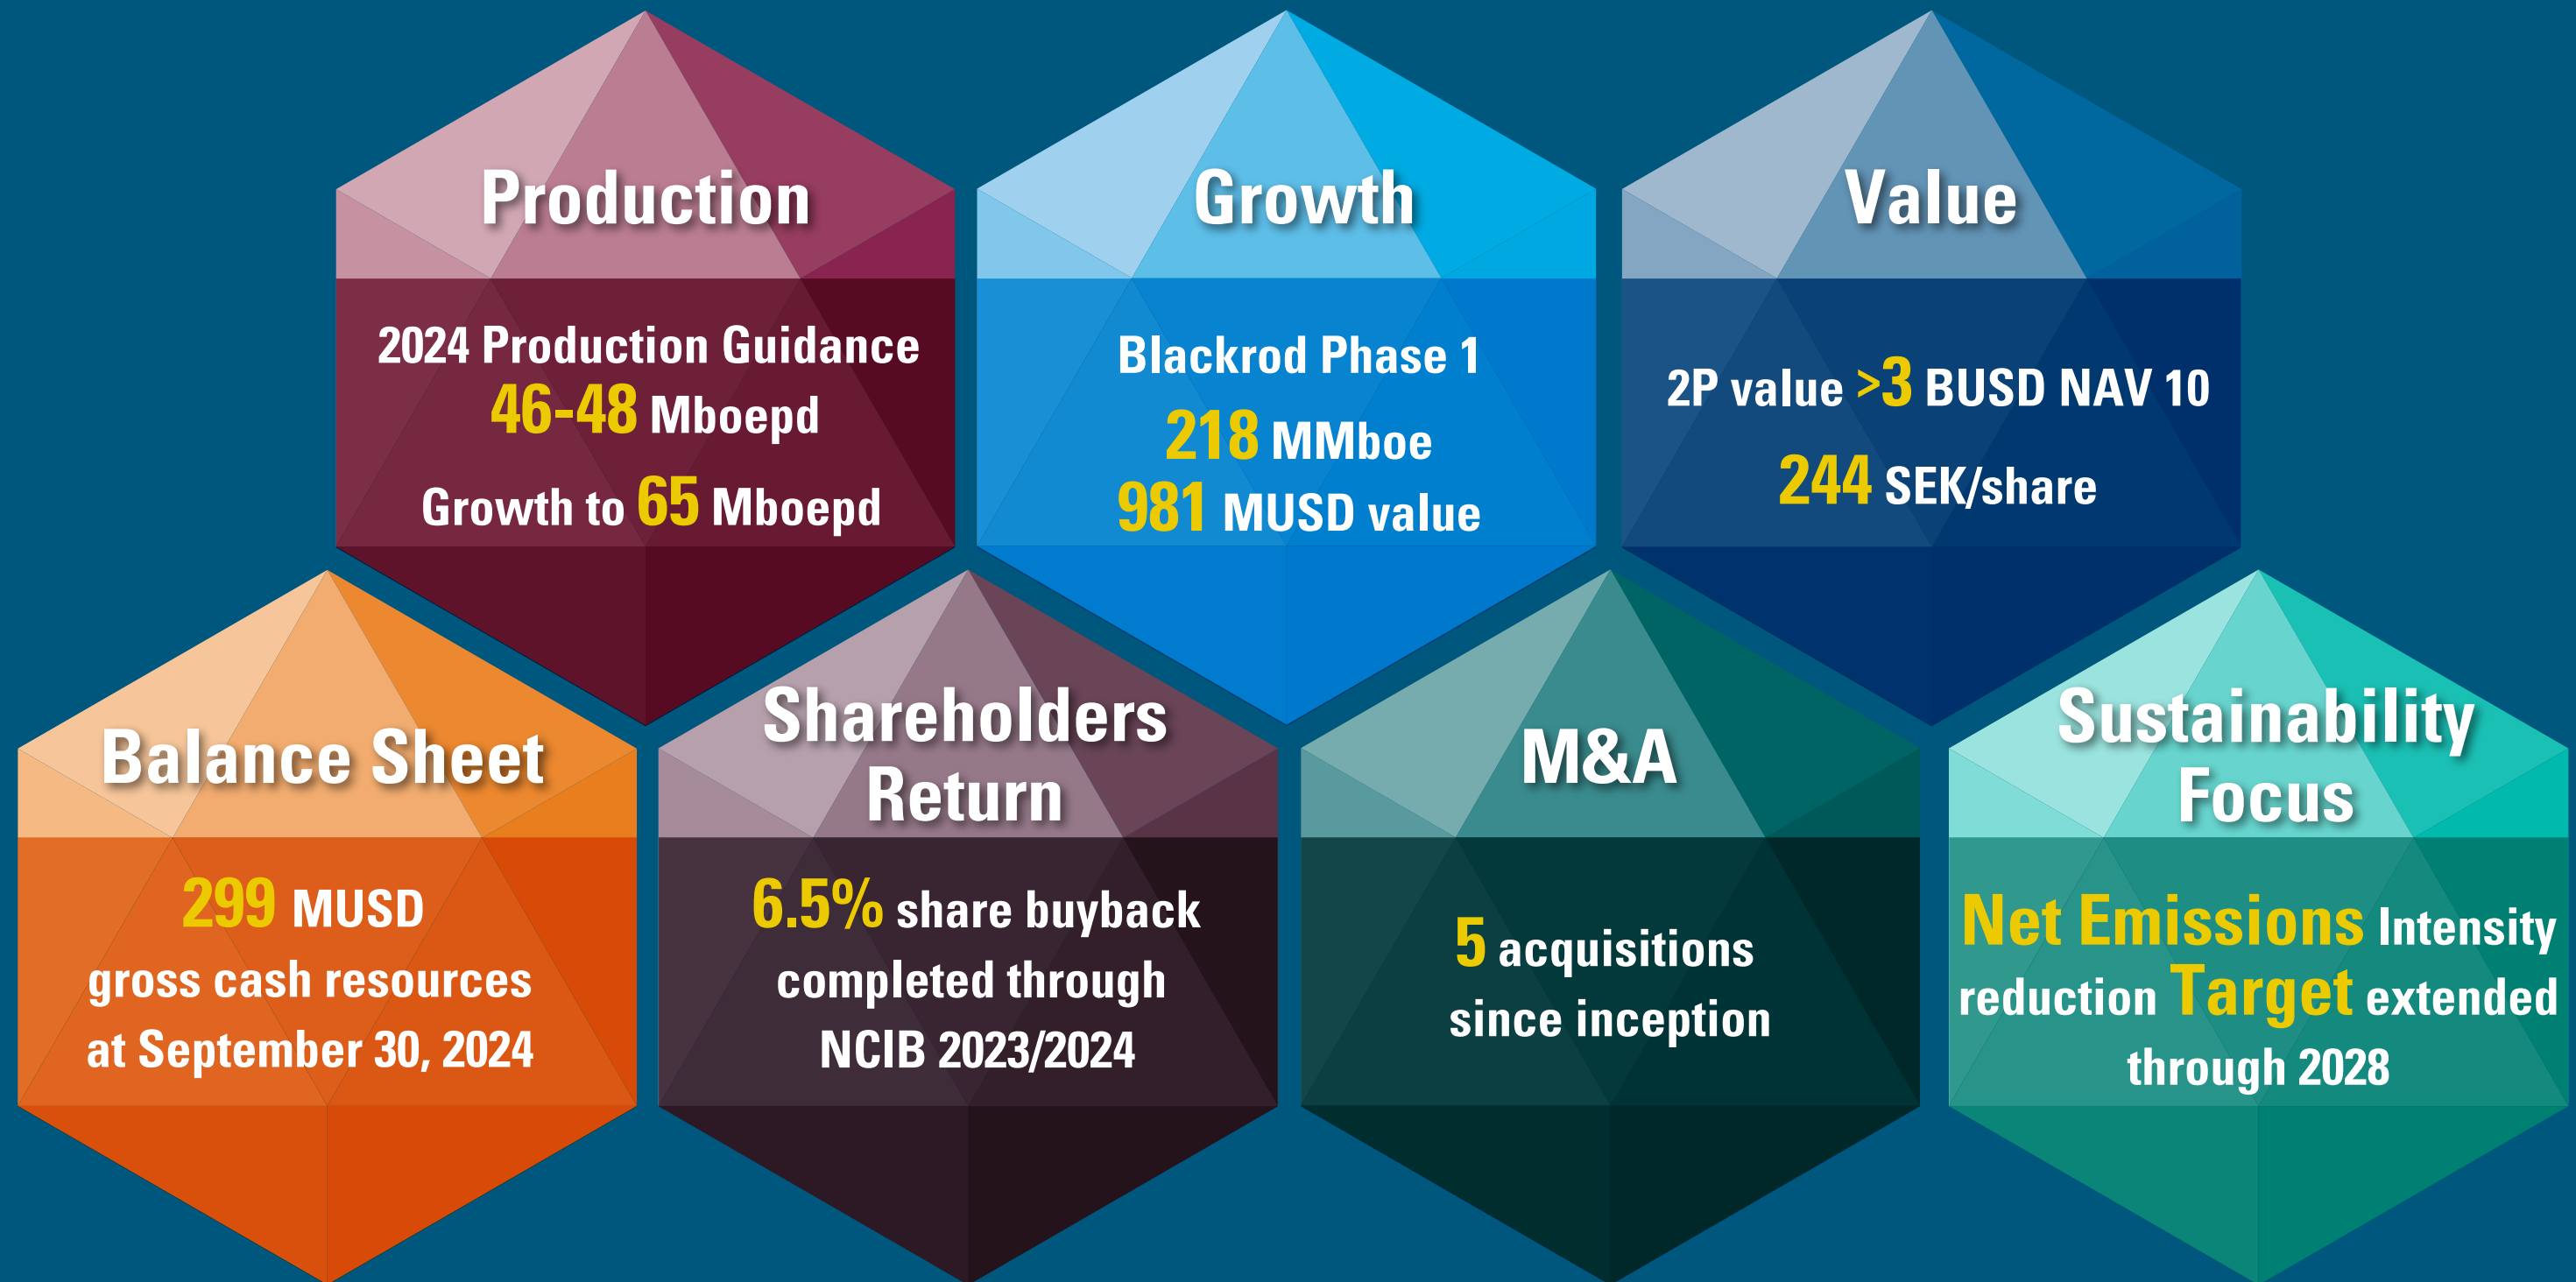 Production
2024 Production Guidance
46-48 Mboepd
Growth to 65 Mboepd
Growth
Blackrod Phase 1
218 MMboe
981 MUSD value
Value
2P value >3 BUSD NAV 10
244 SEK/share
Balance Sheet
299 MUSD
gross cash resources
at September 30, 2024
Shareholders
Return
6.5% share buyback
completed through
NCIB 2023/2024
M&A
5 acquisitions
since inception
Sustainability
Focus
Net Emissions Intensity
reduction Target extended
through 2028